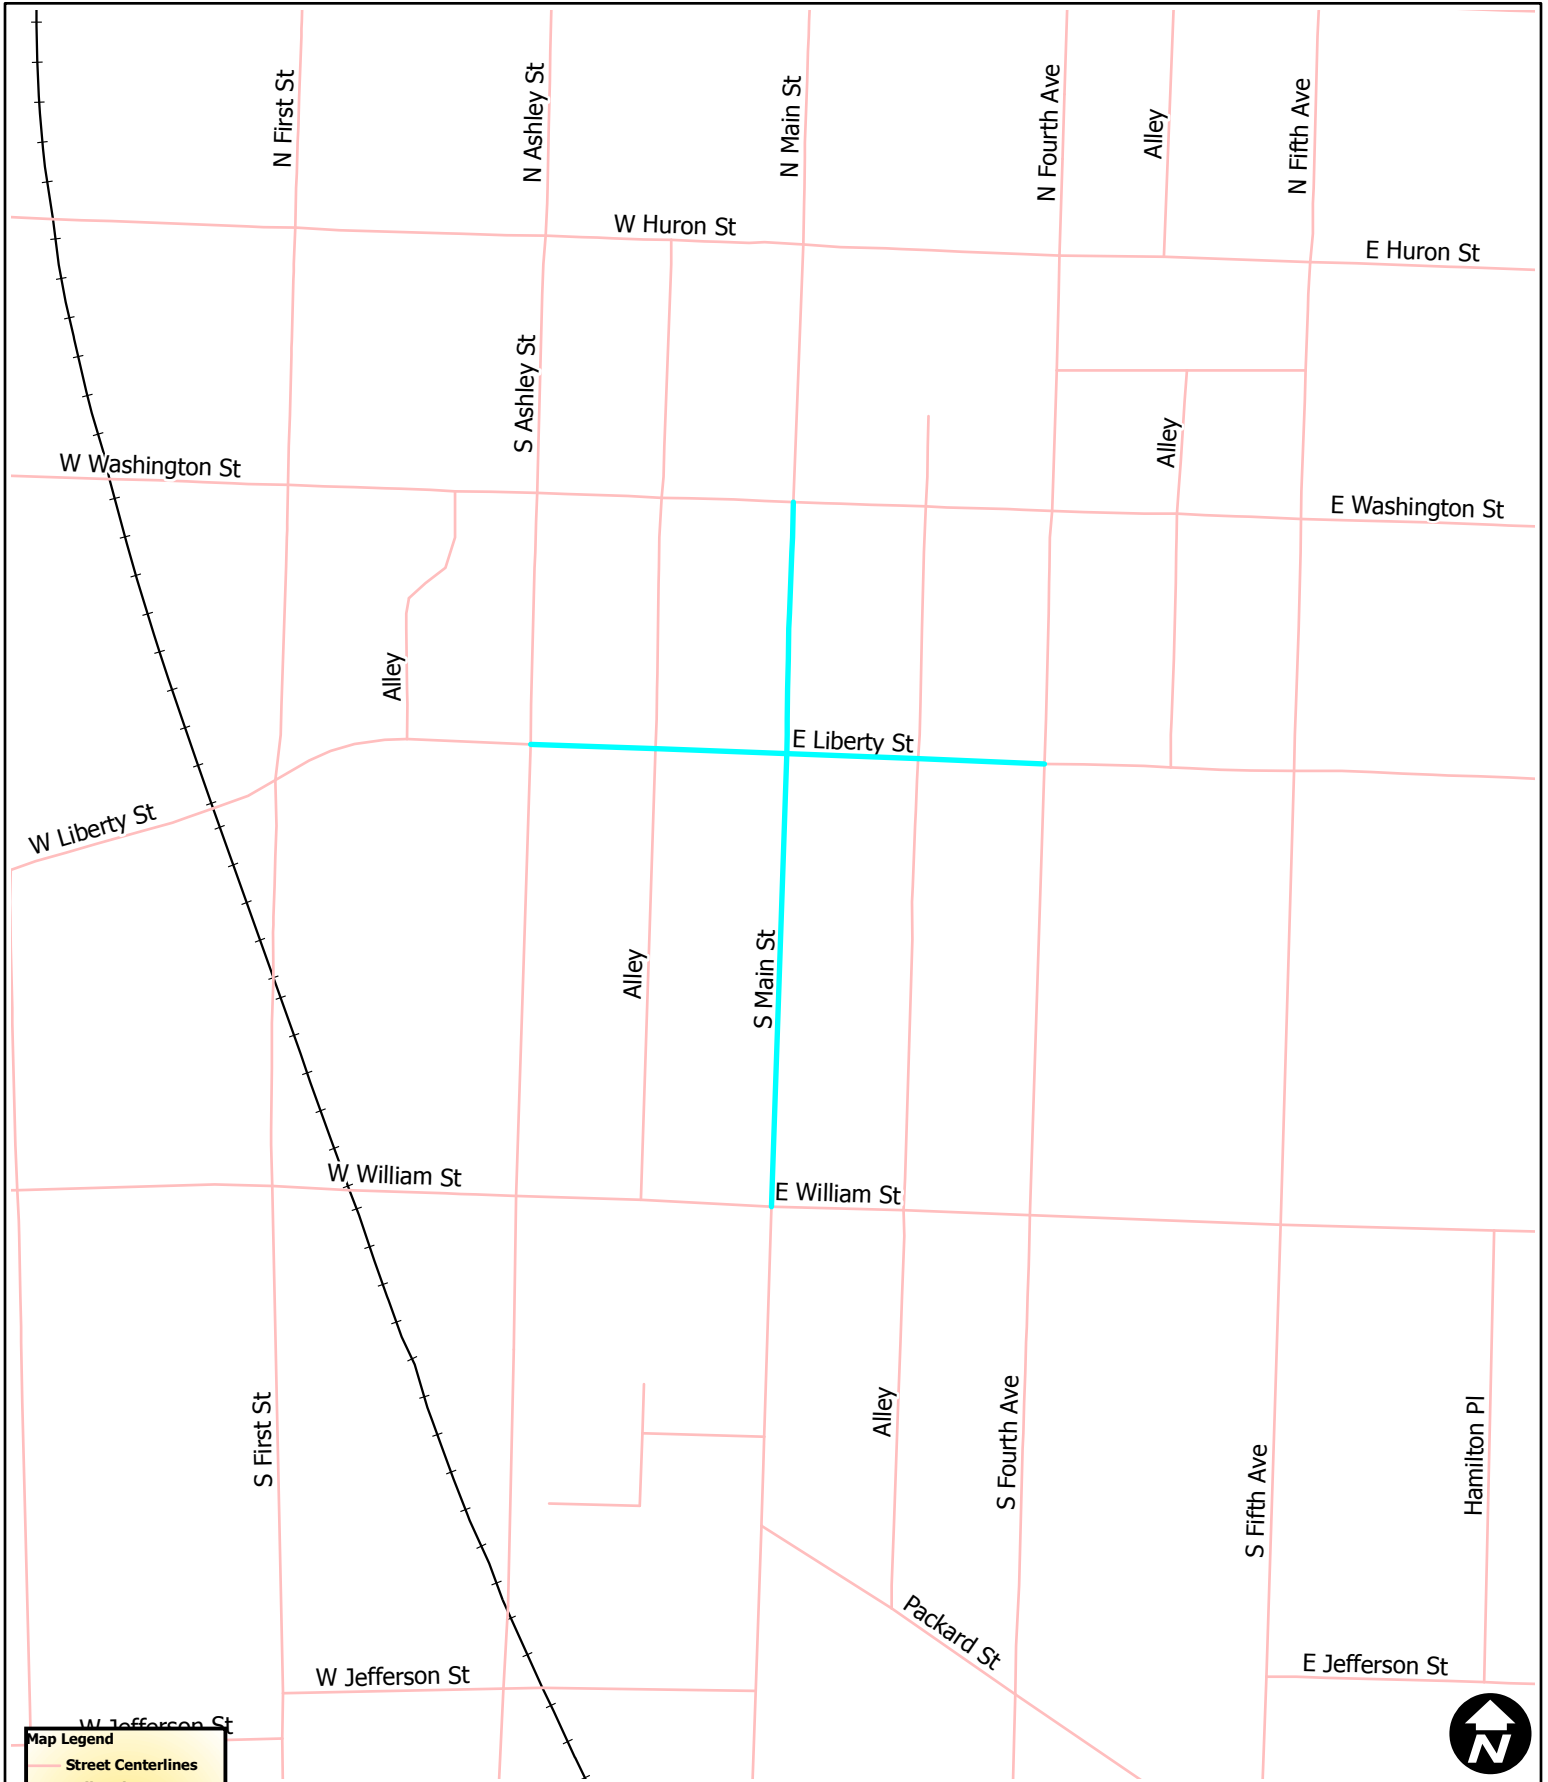 N First St
N Ashley St
N Main St
N Fourth Ave
Alley
N Fifth Ave
W Huron St
E Huron St
S Ashley St
Alley
W Washington St
E Washington St
Alley
E Liberty St
W Liberty St
Alley
S Main St
W William St
E William St
S First St
Alley
S Fourth Ave
S Fifth Ave
Hamilton Pl
Packard St
W Jefferson St
E Jefferson St
W Jefferson St
Map Legend
Street Centerlines
N